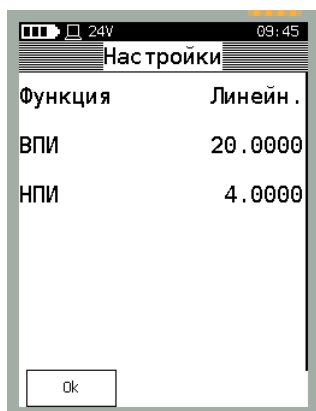 24V 09:45
Настройки
Функция Линейн.
ВПИ 20.0000
НПИ 4.0000
Ok